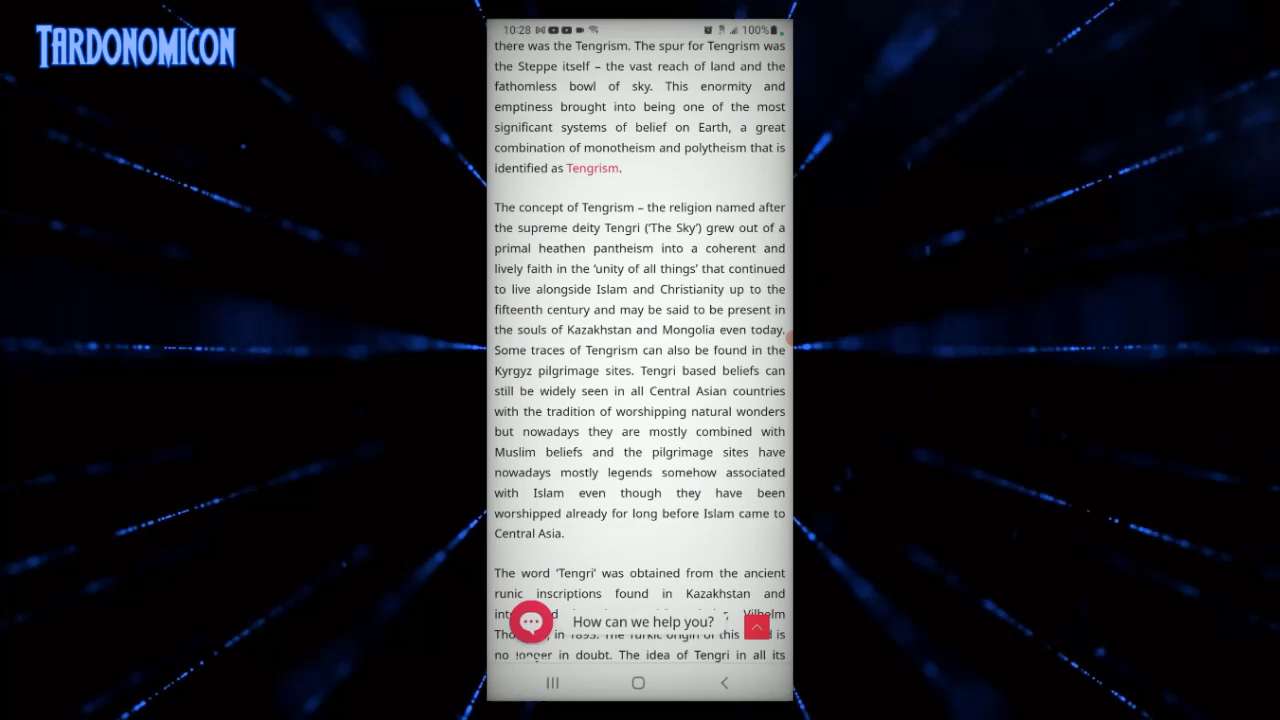 TARDONOMICON
10:28
100%
there was the Tengrism. The spur for Tengrism was
the Steppe itself – the vast reach of land and the
fathomless bowl of sky. This enormity and
emptiness brought into being one of the most
significant systems of belief on Earth, a great
combination of monotheism and polytheism that is
identified as Tengrism.
The concept of Tengrism – the religion named after
the supreme deity Tengri (‘The Sky’) grew out of a
primal heathen pantheism into a coherent and
lively faith in the ‘unity of all things’ that continued
to live alongside Islam and Christianity up to the
fifteenth century and may be said to be present in
the souls of Kazakhstan and Mongolia even today.
Some traces of Tengrism can also be found in the
Kyrgyz pilgrimage sites. Tengri based beliefs can
still be widely seen in all Central Asian countries
with the tradition of worshipping natural wonders
but nowadays they are mostly combined with
Muslim beliefs and the pilgrimage sites have
nowadays mostly legends somehow associated
with Islam even though they have been
worshipped already for long before Islam came to
Central Asia.
The word ‘Tengri’ was obtained from the ancient
runic inscriptions found in Kazakhstan and
Vilhelm
How can we help you?
in 1893. The Turkic origin of this is
no longer in doubt. The idea of Tengri in all its